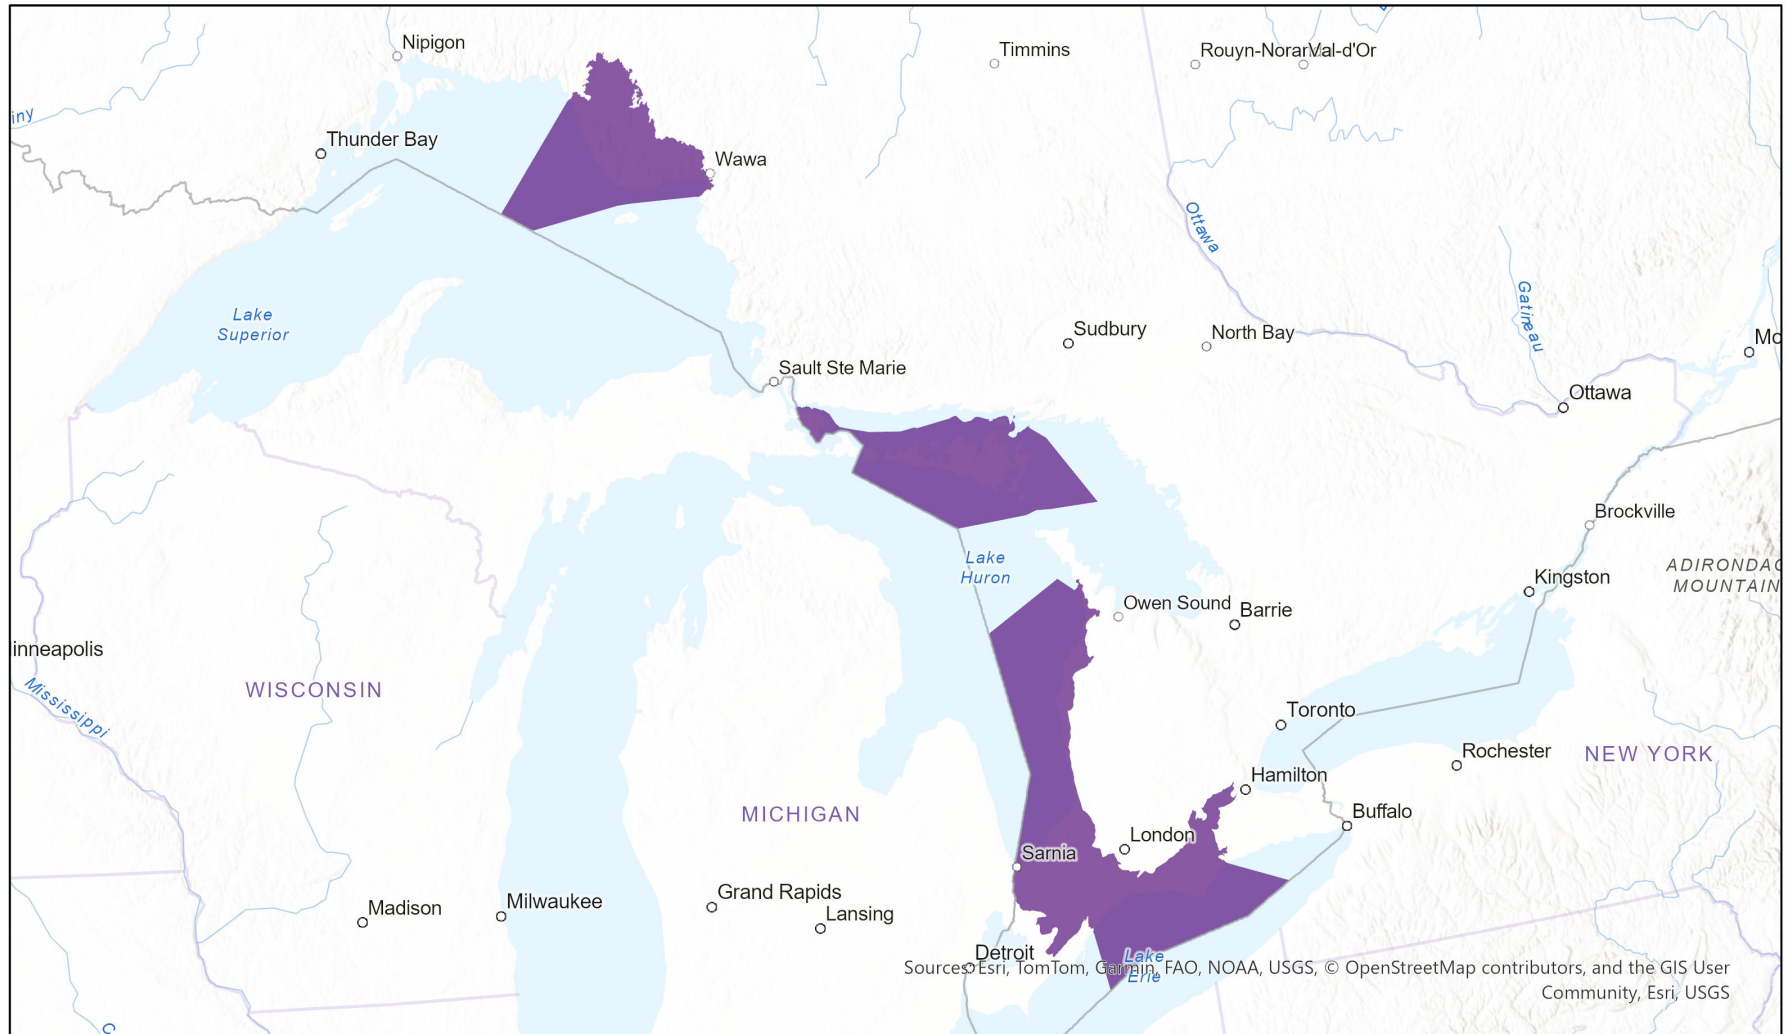 Nipigon
Timmins
Rouyn-Noran
Val-d'Or
iny
Thunder Bay
Wawa
Ottawa
Lake
Superior
Gatineau
Sudbury
North Bay
Mo
Sault Ste Marie
Ottawa
Brockville
Lake
Huron
ADIRONDAC
MOUNTAIN
Kingston
Owen Sound
Barrie
inneapolis
WISCONSIN
Mississippi
Toronto
Rochester
NEW YORK
Hamilton
MICHIGAN
Buffalo
London
Sarnia
Grand Rapids
Milwaukee
Madison
Lansing
Detroit
Lake
Erie
Sources: Esri, TomTom, Garmin, FAO, NOAA, USGS, © OpenStreetMap contributors, and the GIS User
Community, Esri, USGS